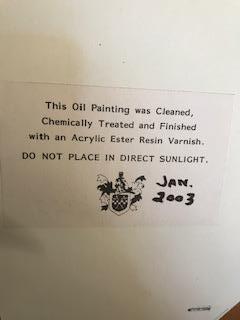 This Oil Painting was Cleaned,
Chemically Treated and Finished
with an Acrylic Ester Resin Varnish.
DO NOT PLACE IN DIRECT SUNLIGHT.
JAN.
2003